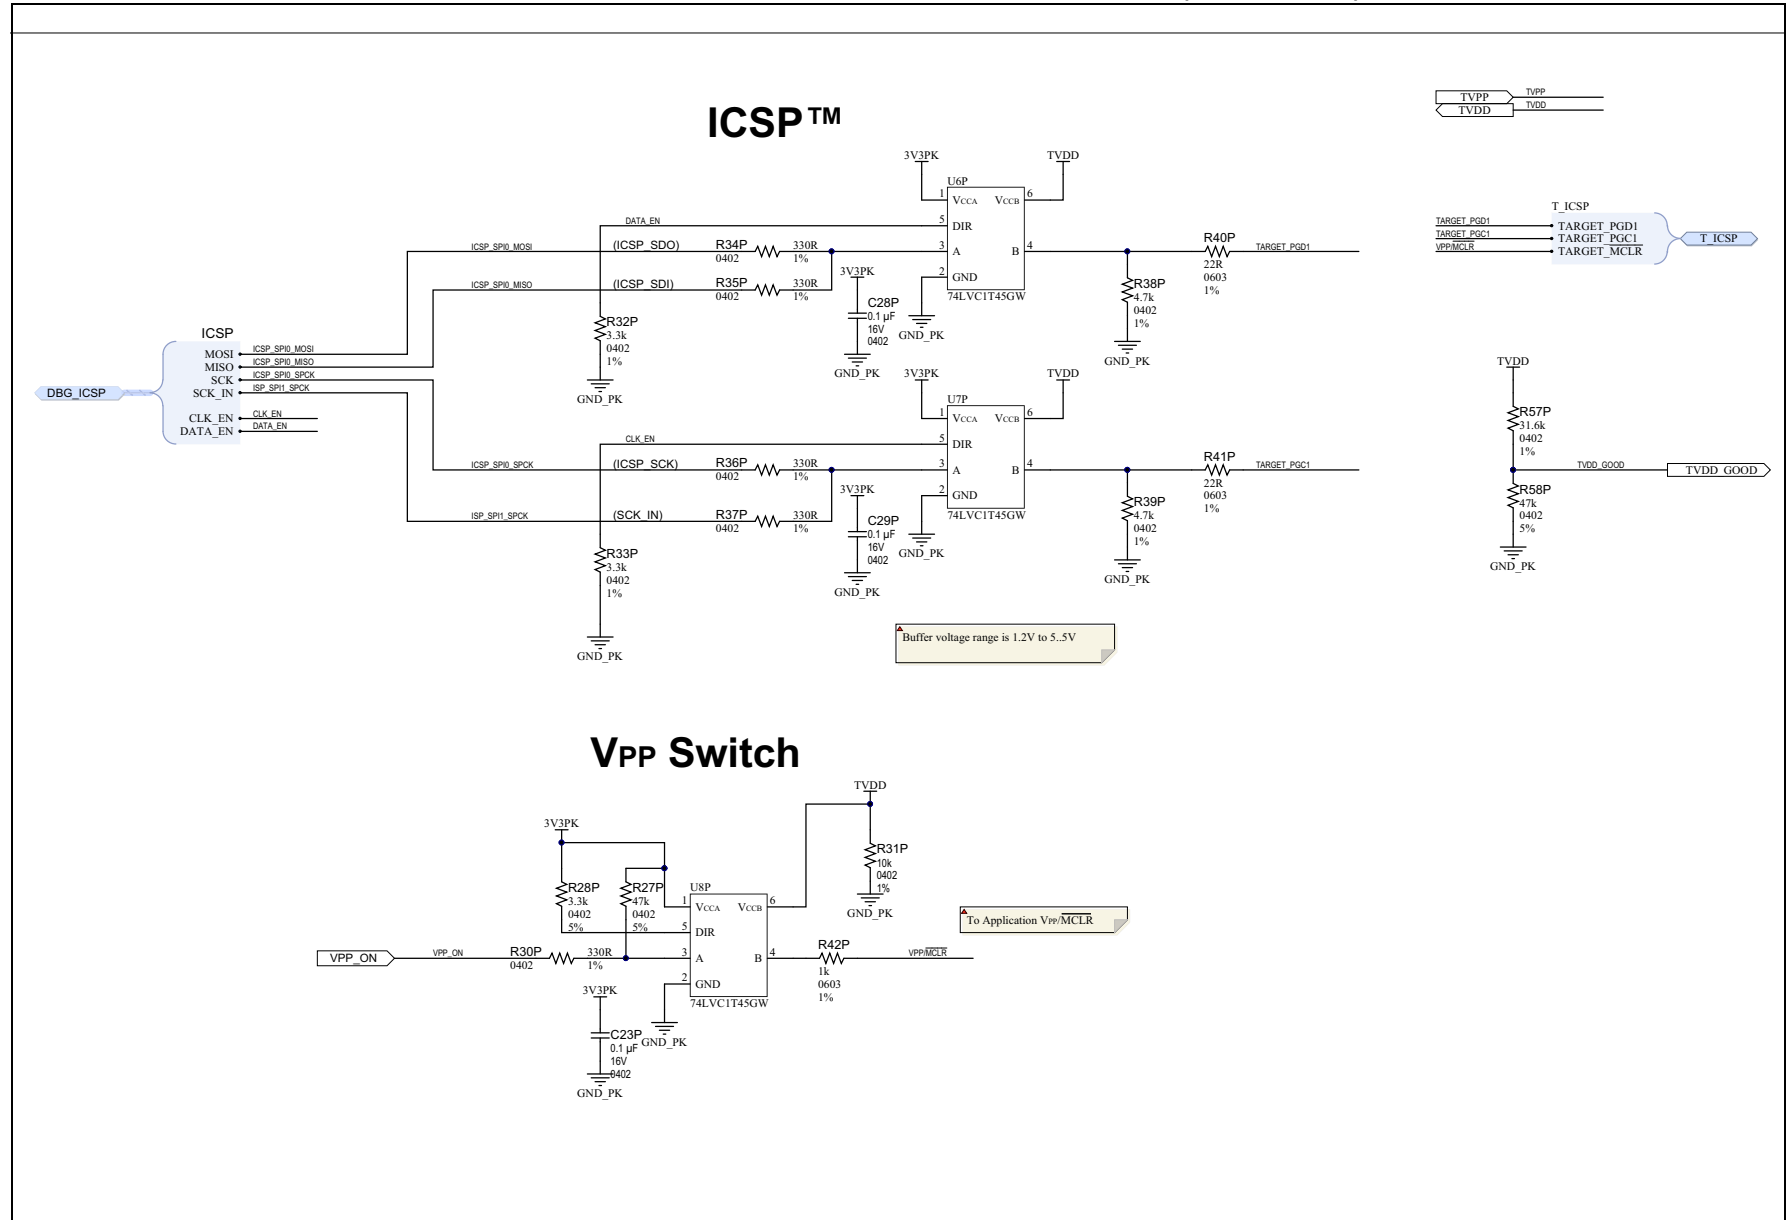 ICSP™
TVPP TVPP
TVDD TVDD
3V3PK TVDD
U6P
1 VCCA VCCB 6
DATA_EN 5 DIR
ICSP_SPI0_MOSI (ICSP_SDO) R34P 330R 3 A B 4
0402 1%
R40P TARGET_PGD1
22R
0603
1%
ICSP_SPI0_MISO (ICSP_SDI) R35P 330R
0402 1%
2 GND
74LVC1T45GW
GND_PK
3V3PK
C28P
0.1 µF
16V
0402
GND_PK
R38P
4.7k
0402
1%
GND_PK
R32P
3.3k
0402
1%
GND_PK
T_ICSP
TARGET_PGD1 TARGET_PGD1
TARGET_PGC1 TARGET_PGC1 T_ICSP
VPP/MCLR TARGET_MCLR
ICSP
MOSI ICSP_SPI0_MOSI
MISO ICSP_SPI0_MISO
SCK ICSP_SPI0_SPCK
DBG_ICSP SCK_IN ISP_SPI1_SPCK
CLK_EN CLK_EN
DATA_EN DATA_EN
3V3PK TVDD
U7P
1 VCCA VCCB 6
CLK_EN 5 DIR
ICSP_SPI0_SPCK (ICSP_SCK) R36P 330R 3 A B 4
0402 1%
R41P TARGET_PGC1
22R
0603
1%
ISP_SPI1_SPCK (SCK_IN) R37P 330R
0402 1%
2 GND
74LVC1T45GW
GND_PK
3V3PK
C29P
0.1 µF
16V
0402
GND_PK
R39P
4.7k
0402
1%
GND_PK
R33P
3.3k
0402
1%
GND_PK
TVDD
R57P
31.6k
0402
1%
TVDD_GOOD TVDD_GOOD
R58P
47k
0402
5%
GND_PK
Buffer voltage range is 1.2V to 5..5V
VPP Switch
TVDD
3V3PK
R31P
10k
0402
1%
GND_PK
R28P
3.3k
0402
5%
R27P
47k
0402
5%
U8P
1 VCCA VCCB 6
5 DIR
VPP_ON VPP_ON R30P 330R 3 A B 4
0402 1%
R42P VPP/MCLR
1k
0603
1%
To Application VPP/MCLR
2 GND
74LVC1T45GW
GND_PK
3V3PK
C23P
0.1 µF
16V
0402
GND_PK